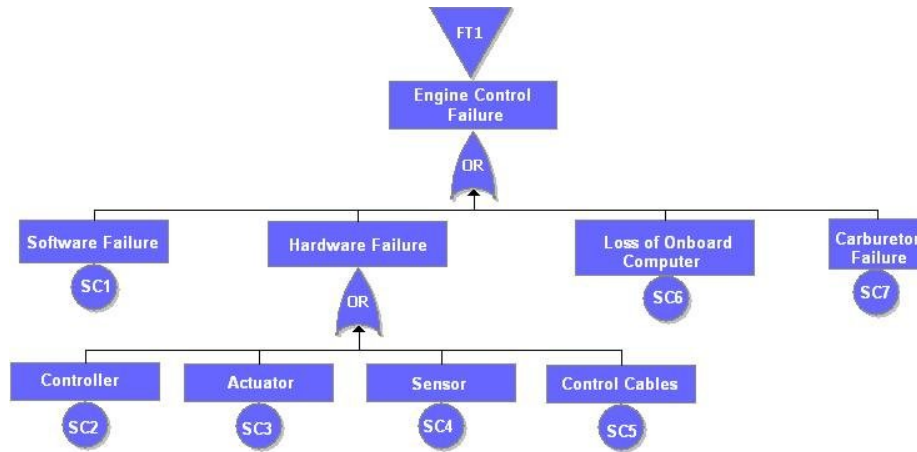 FT1
Engine Control
Failure
OR
Software Failure
Hardware Failure
Loss of Onboard
Computer
Carburetor
Failure
SC1
OR
SC6
SC7
Controller
Actuator
Sensor
Control Cables
SC2
SC3
SC4
SC5